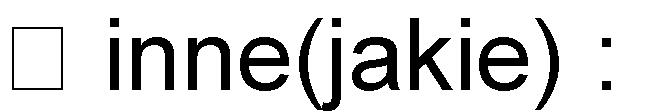 ☐ inne(jakie) :